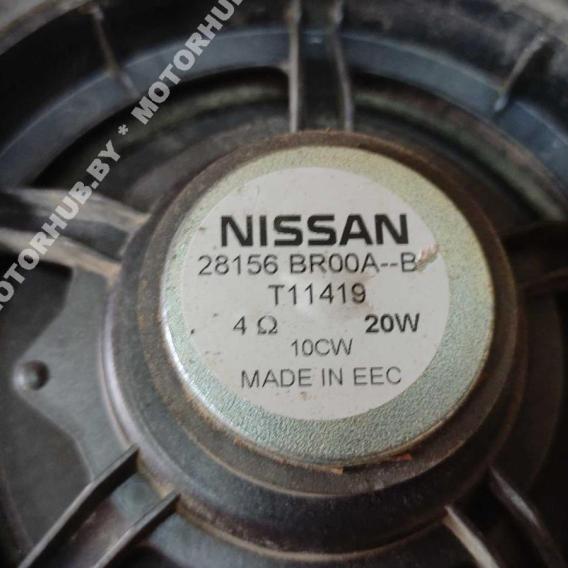 MOTORHUB.BY * MOTORHUB
NISSAN
28156 BR00A--B
T11419
4 Ω 20W
10CW
MADE IN EEC